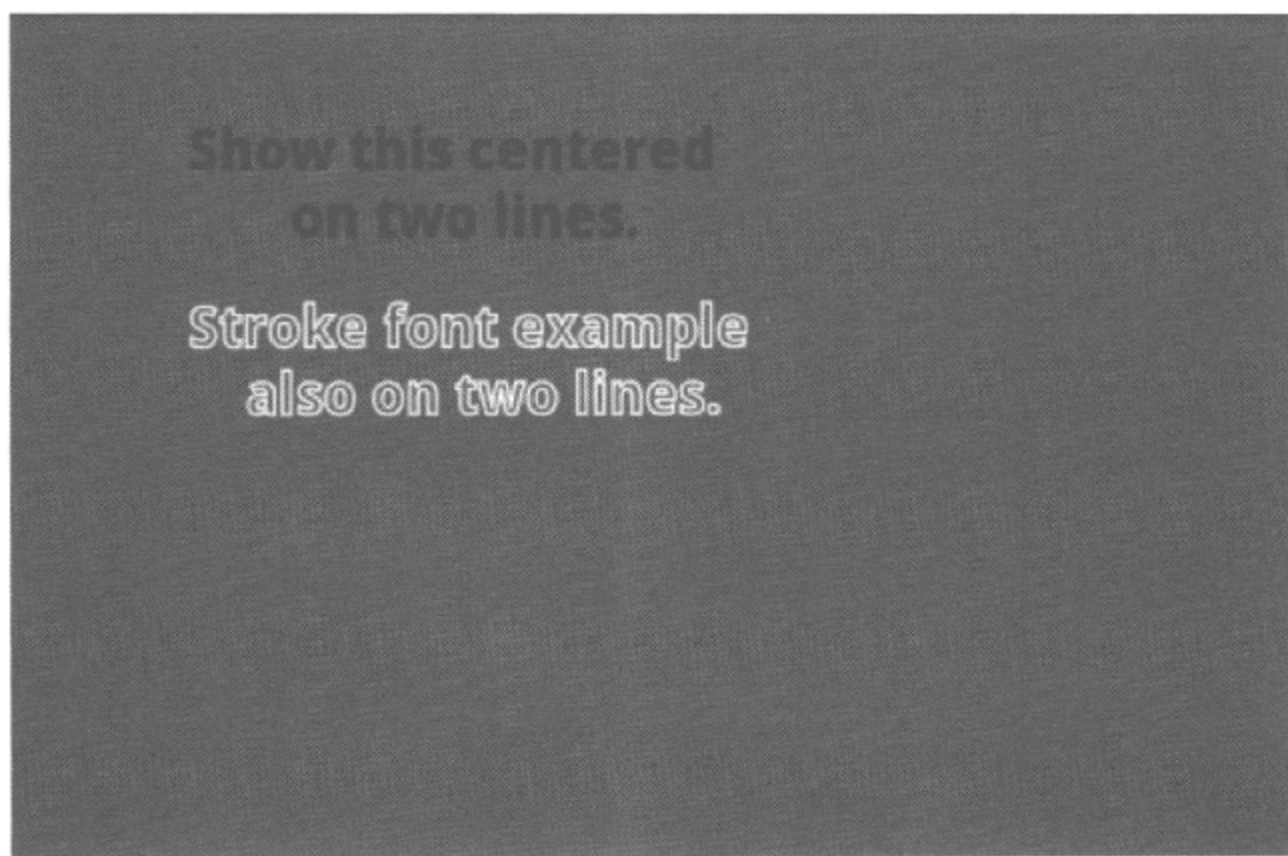 Show this centered
on two lines.
Stroke font example
also on two lines.